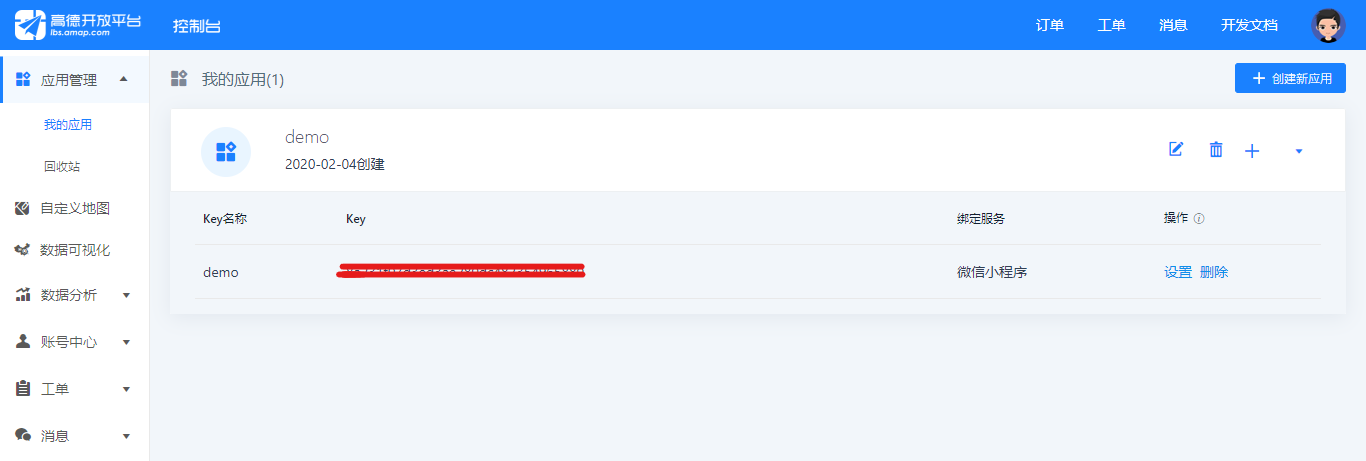 高德开放平台
lbs.amap.com
控制台
订单 工单 消息 开发文档
应用管理
我的应用
回收站
自定义地图
数据可视化
数据分析
账号中心
工单
消息
我的应用(1)
创建新应用
demo
2020-02-04创建
Key名称 Key 绑定服务 操作
demo 微信小程序 设置 删除